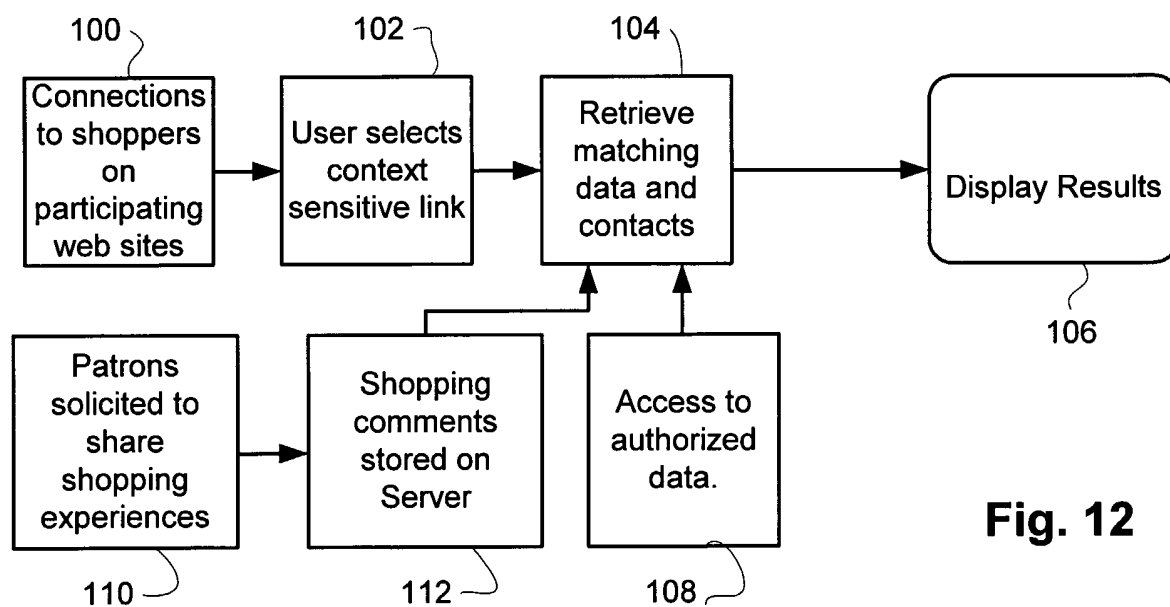 100
102
104
Connections
to shoppers
on
participating
web sites
User selects
context
sensitive link
Retrieve
matching
data and
contacts
Display Results
106
Patrons
solicited to
share
shopping
experiences
Shopping
comments
stored on
Server
Access to
authorized
data.
Fig. 12
110
112
108